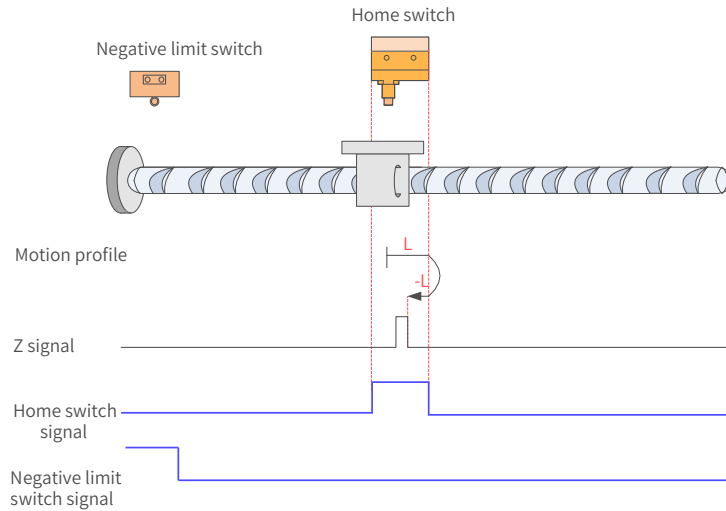 Home switch
Negative limit switch
Motion profile
L
-L
Z signal
Home switch
signal
Negative limit
switch signal